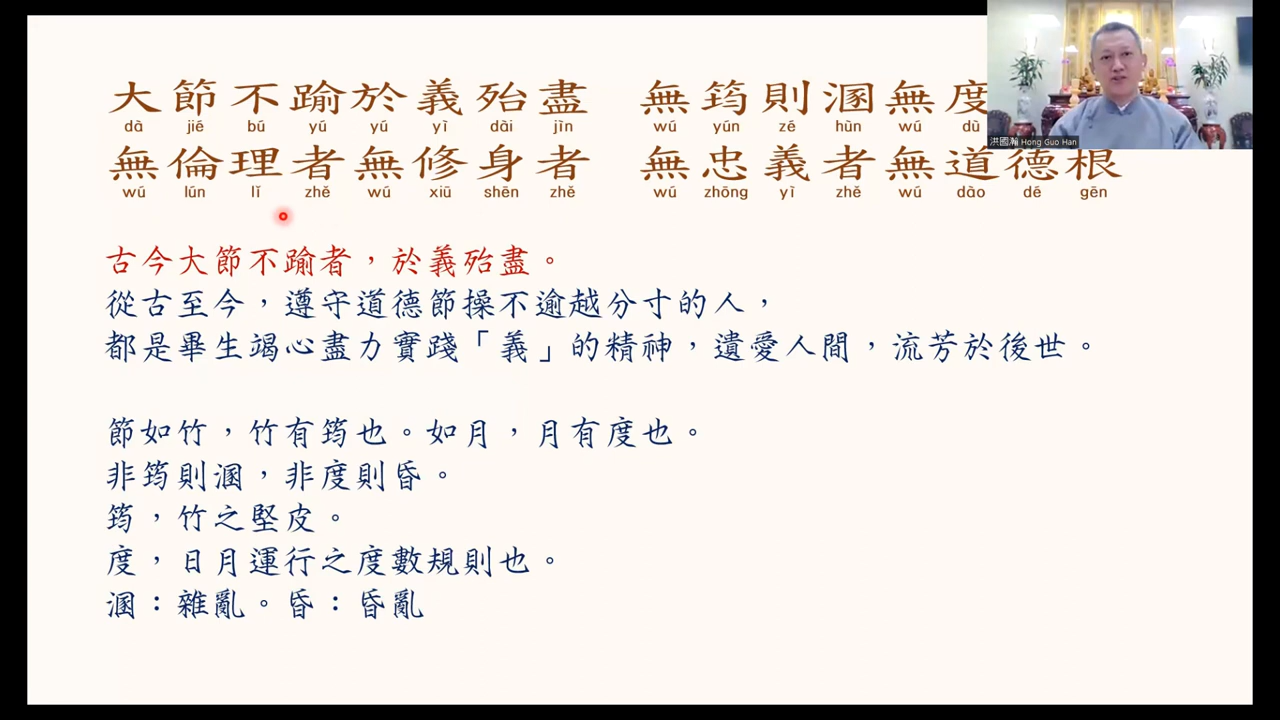 大節不踰於義殆盡 無筠則溷無度
dà jié bú yú yú yì dài jìn wú yún zé hùn wú dù
無倫理者無修身者 無忠義者無道德根
wú lún lǐ zhě wú xiū shēn zhě wú zhōng yì zhě wú dào dé gēn
古今大節不踰者，於義殆盡。
從古至今，遵守道德節操不逾越分寸的人，
都是畢生竭心盡力實踐「義」的精神，遺愛人間，流芳於後世。
節如竹，竹有筠也。如月，月有度也。
非筠則溷，非度則昏。
筠，竹之堅皮。
度，日月運行之度數規則也。
溷：雜亂。昏：昏亂
洪國瀚 Hong Guo Han